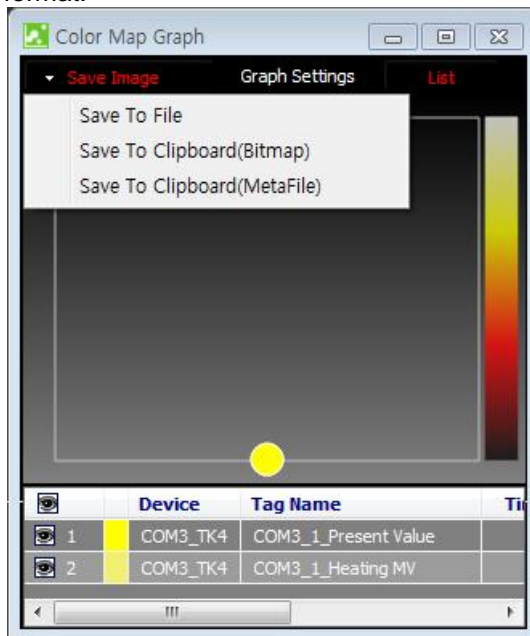 format.
Color Map Graph
Save Image Graph Settings List
Save To File
Save To Clipboard(Bitmap)
Save To Clipboard(MetaFile)
Device Tag Name
1 COM3_TK4 COM3_1_Present Value
2 COM3_TK4 COM3_1_Heating MV